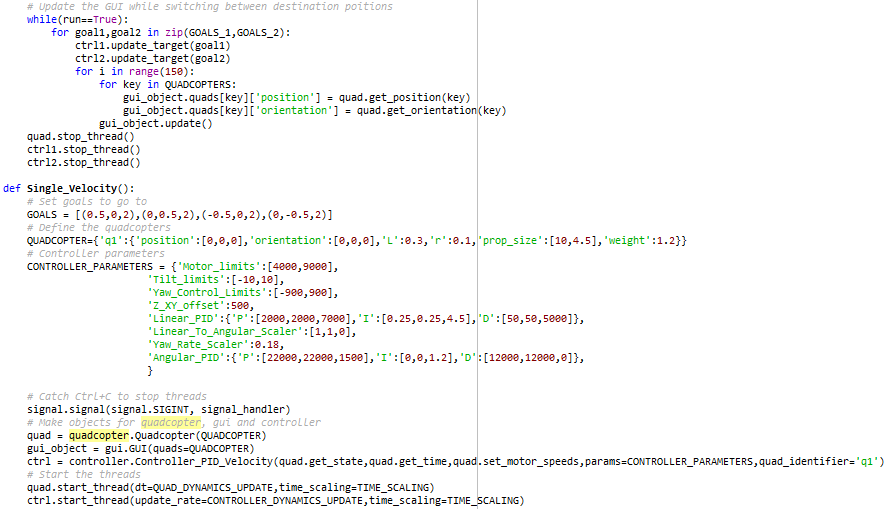 # Update the GUI while switching between destination poitions
while(run==True):
for goal1,goal2 in zip(GOALS_1,GOALS_2):
ctrl1.update_target(goal1)
ctrl2.update_target(goal2)
for i in range(150):
for key in QUADCOPTERS:
gui_object.quads[key]['position'] = quad.get_position(key)
gui_object.quads[key]['orientation'] = quad.get_orientation(key)
gui_object.update()
quad.stop_thread()
ctrl1.stop_thread()
ctrl2.stop_thread()
def Single_Velocity():
# Set goals to go to
GOALS = [(0.5,0,2),(0,0.5,2),(-0.5,0,2),(0,-0.5,2)]
# Define the quadcopters
QUADCOPTER={'q1':{'position':[0,0,0],'orientation':[0,0,0],'L':0.3,'r':0.1,'prop_size':[10,4.5],'weight':1.2}}
# Controller parameters
CONTROLLER_PARAMETERS = {'Motor_limits':[4000,9000],
'Tilt_limits':[-10,10],
'Yaw_Control_Limits':[-900,900],
'Z_XY_offset':500,
'Linear_PID':{'P':[2000,2000,7000],'I':[0.25,0.25,4.5],'D':[50,50,5000]},
'Linear_To_Angular_Scaler':[1,1,0],
'Yaw_Rate_Scaler':0.18,
'Angular_PID':{'P':[22000,22000,1500],'I':[0,0,1.2],'D':[12000,12000,0]},
}
# Catch Ctrl+C to stop threads
signal.signal(signal.SIGINT, signal_handler)
# Make objects for quadcopter, gui and controller
quad = quadcopter.Quadcopter(QUADCOPTER)
gui_object = gui.GUI(quads=QUADCOPTER)
ctrl = controller.Controller_PID_Velocity(quad.get_state,quad.get_time,quad.set_motor_speeds,params=CONTROLLER_PARAMETERS,quad_identifier='q1')
# Start the threads
quad.start_thread(dt=QUAD_DYNAMICS_UPDATE,time_scaling=TIME_SCALING)
ctrl.start_thread(update_rate=CONTROLLER_DYNAMICS_UPDATE,time_scaling=TIME_SCALING)